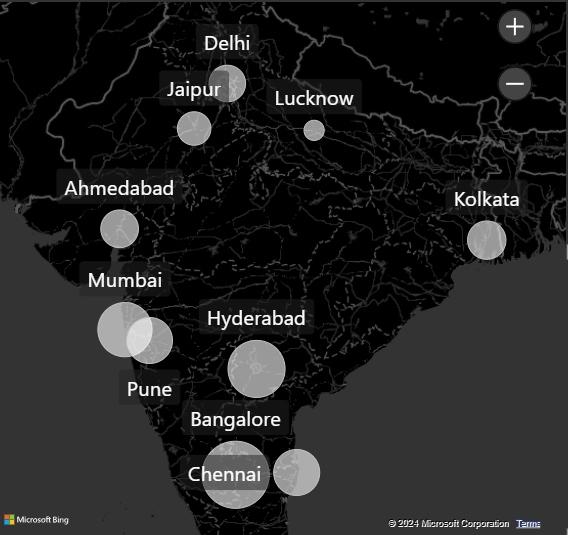 +
Delhi
−
Jaipur
Lucknow
Ahmedabad
Kolkata
Mumbai
Hyderabad
Pune
Bangalore
Chennai
Microsoft Bing
© 2024 Microsoft Corporation Terms